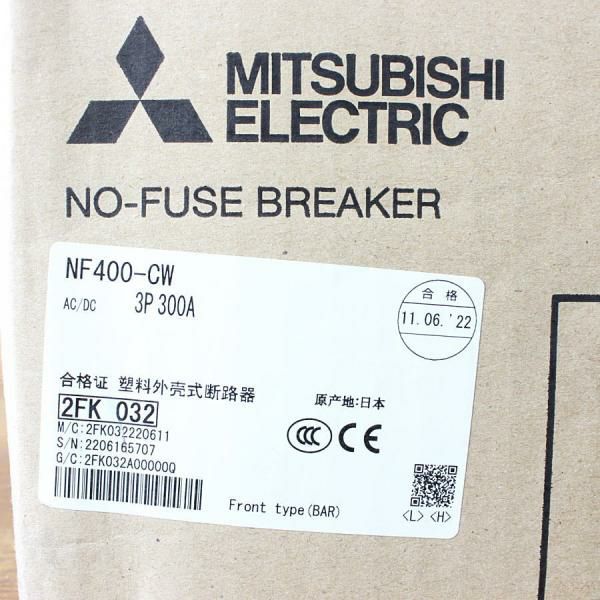 MITSUBISHI
ELECTRIC
NO-FUSE BREAKER
NF400-CW
AC/DC 3P 300A
合格
11.06.'22
合格证 塑料外壳式断路器
原产地:日本
2FK 032
M/C:2FK032220611
S/N:2206165707
G/C:2FK032A00000Q
CCC
Front type(BAR)
<L> <H>